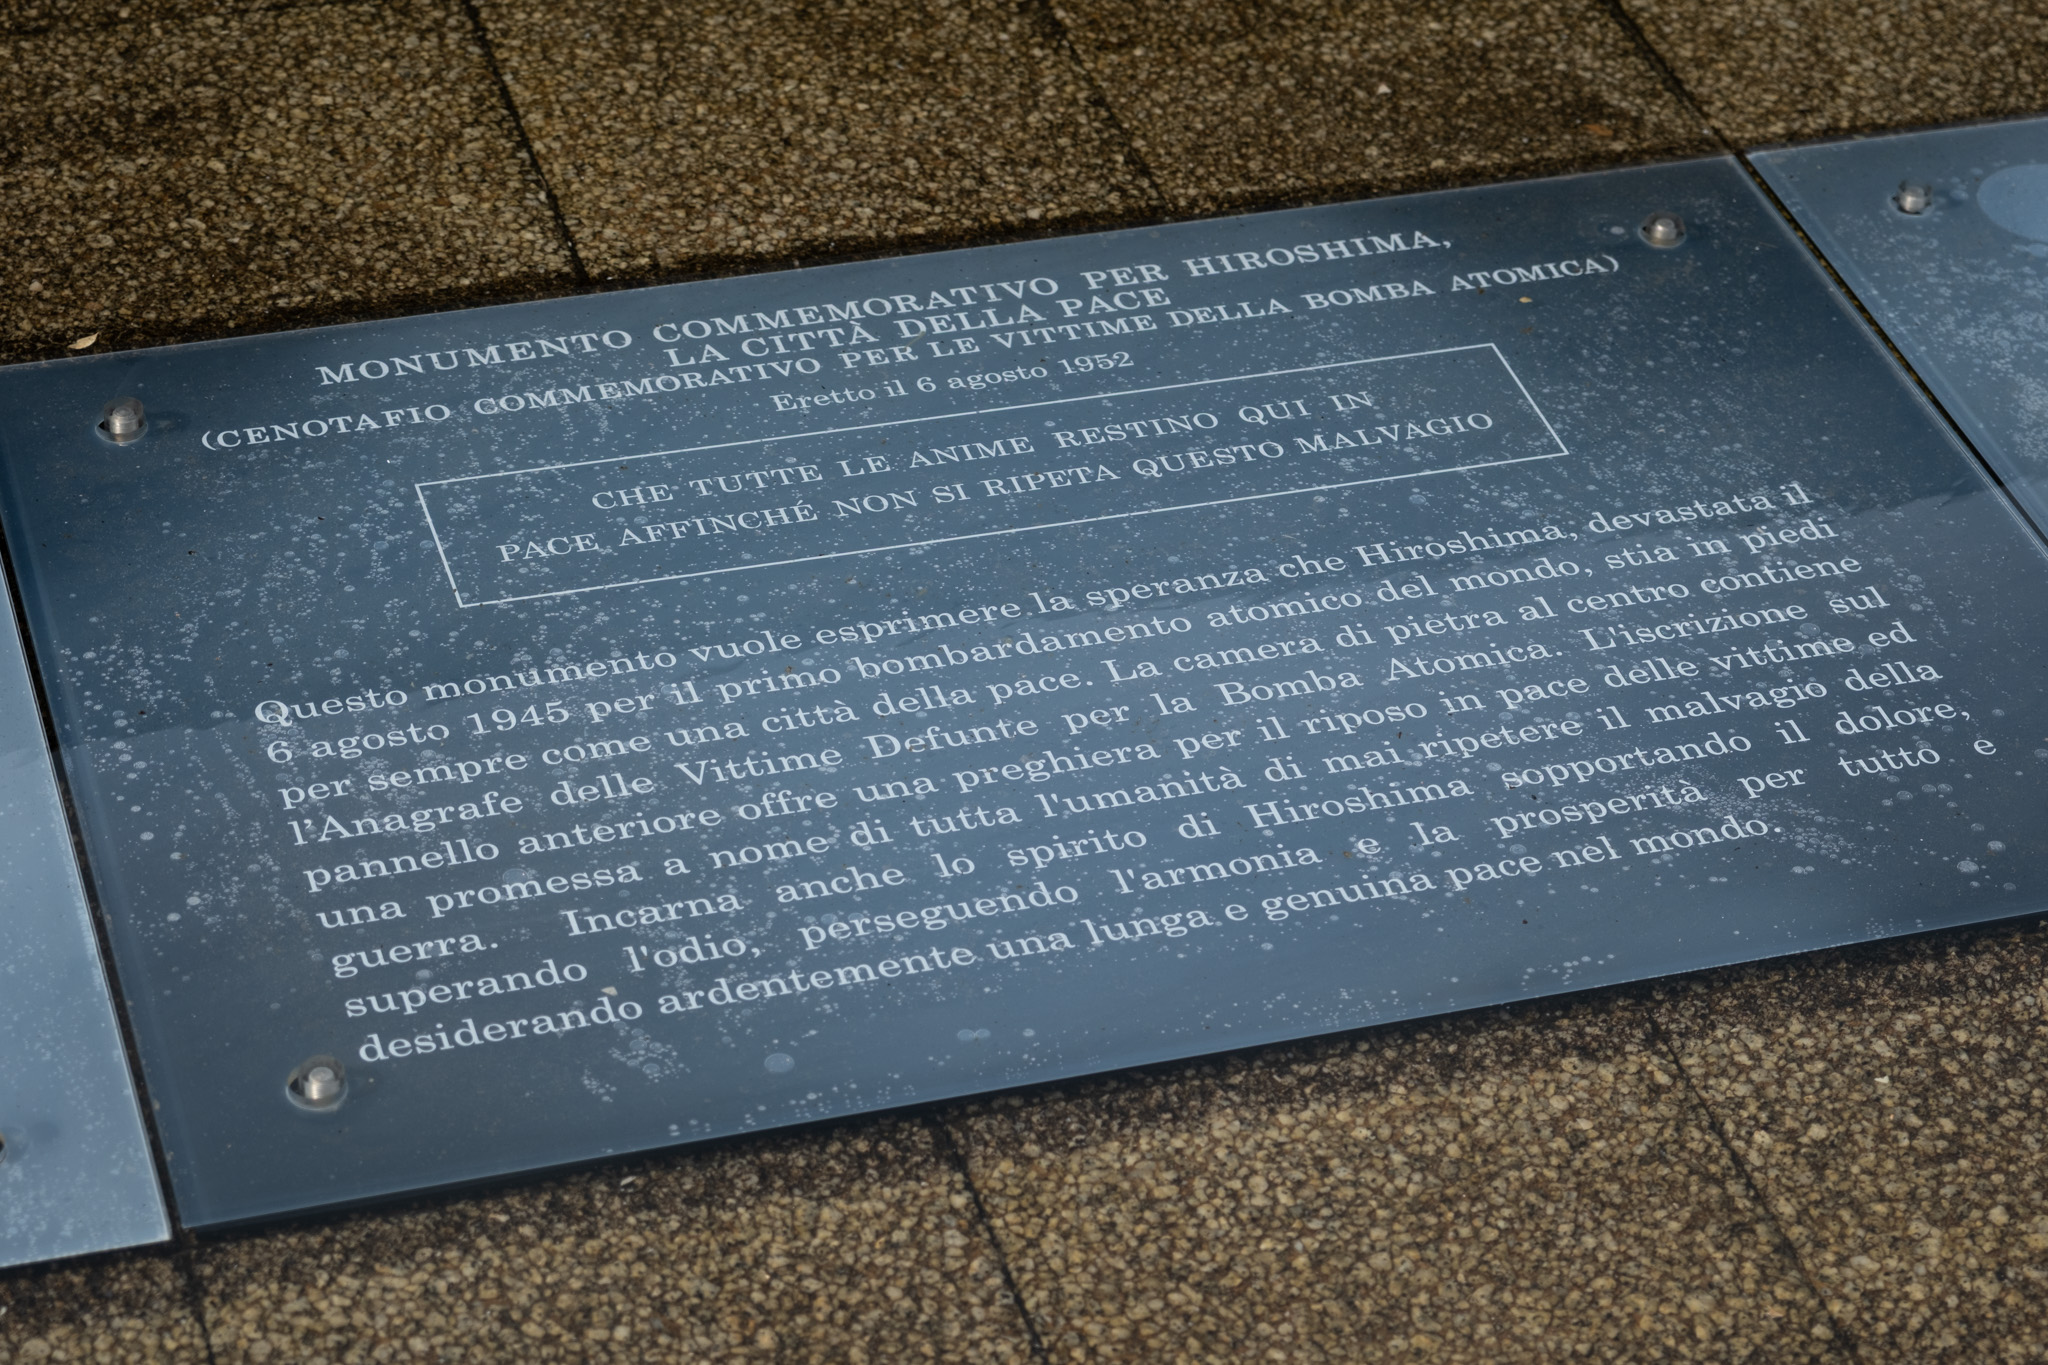 MONUMENTO COMMEMORATIVO PER HIROSHIMA,
LA CITTÀ DELLA PACE
(CENOTAFIO COMMEMORATIVO PER LE VITTIME DELLA BOMBA ATOMICA)
Eretto il 6 agosto 1952
CHE TUTTE LE ANIME RESTINO QUI IN
PACE AFFINCHÉ NON SI RIPETA QUESTO MALVAGIO
Questo monumento vuole esprimere la speranza che Hiroshima, devastata il
6 agosto 1945 per il primo bombardamento atomico del mondo, stia in piedi
per sempre come una città della pace. La camera di pietra al centro contiene
l'Anagrafe delle Vittime Defunte per la Bomba Atomica. L'iscrizione sul
pannello anteriore offre una preghiera per il riposo in pace delle vittime ed
una promessa a nome di tutta l'umanità di mai ripetere il malvagio della
guerra. Incarna anche lo spirito di Hiroshima sopportando il dolore,
superando l'odio, perseguendo l'armonia e la prosperità per tutto e
desiderando ardentemente una lunga e genuina pace nel mondo.